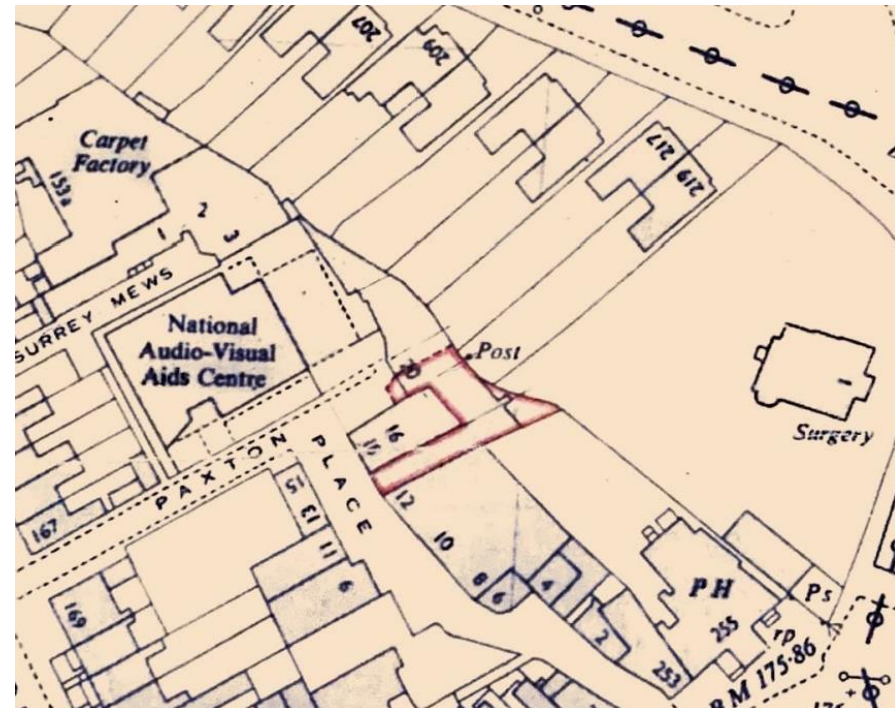 207
209
217
219
Carpet
Factory
153a
2
1
3
SURREY MEWS
National
Audio-Visual
Aids Centre
Post
Surgery
16
PAXTON PLACE
12
10
8
6
4
2
15
13
11
9
167
169
PH
255
253
Ps
rp
BM 175·86